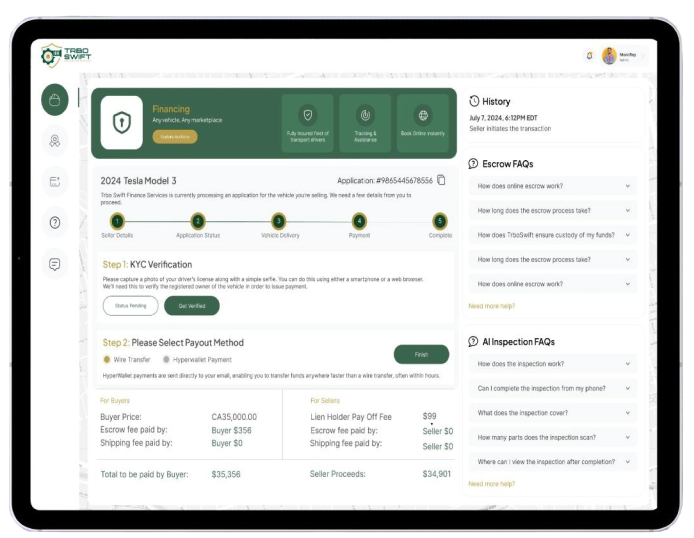 TRBO
SWIFT
Financing
Any vehicle. Any marketplace
Fully insured fleet of
transport drivers
Tracking &
Assistance
Book Online instantly
2024 Tesla Model 3
Application: #9865445678556
Trbo Swift Finance Services is currently processing an application for the vehicle you're selling. We need a few details from you to
proceed.
1 2 3 4 5
Seller Details Application Status Vehicle Delivery Payment Complete
Step 1: KYC Verification
Please capture a photo of your driver's license along with a simple selfie. You can do this using either a smartphone or a web browser.
We'll need this to verify the registered owner of the vehicle in order to issue payment.
Status Pending Get Verified
Step 2: Please Select Payout Method
Wire Transfer Hyperwallet Payment
Finish
HyperWallet payments are sent directly to your email, enabling you to transfer funds anywhere faster than a wire transfer, often within hours.
For Buyers
Buyer Price: CA35,000.00
Escrow fee paid by: Buyer $356
Shipping fee paid by: Buyer $0
Total to be paid by Buyer: $35,356
For Sellers
Lien Holder Pay Off Fee $99
Escrow fee paid by: Seller $0
Shipping fee paid by: Seller $0
Seller Proceeds: $34,901
History
July 7, 2024, 6:12PM EDT
Seller initiates the transaction
Escrow FAQs
How does online escrow work?
How long does the escrow process take?
How does TrboSwift ensure custody of my funds?
How long does the escrow process take?
How does online escrow work?
Need more help?
AI Inspection FAQs
How does the inspection work?
Can I complete the inspection from my phone?
What does the inspection cover?
How many parts does the inspection scan?
Where can I view the inspection after completion?
Need more help?